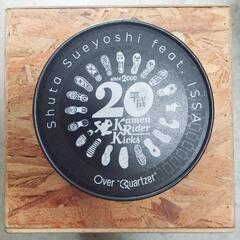 Shuta Sueyoshi feat. ISSA
since 2000
20
平成
Kamen
Rider
Kicks
Over "Quartzer"